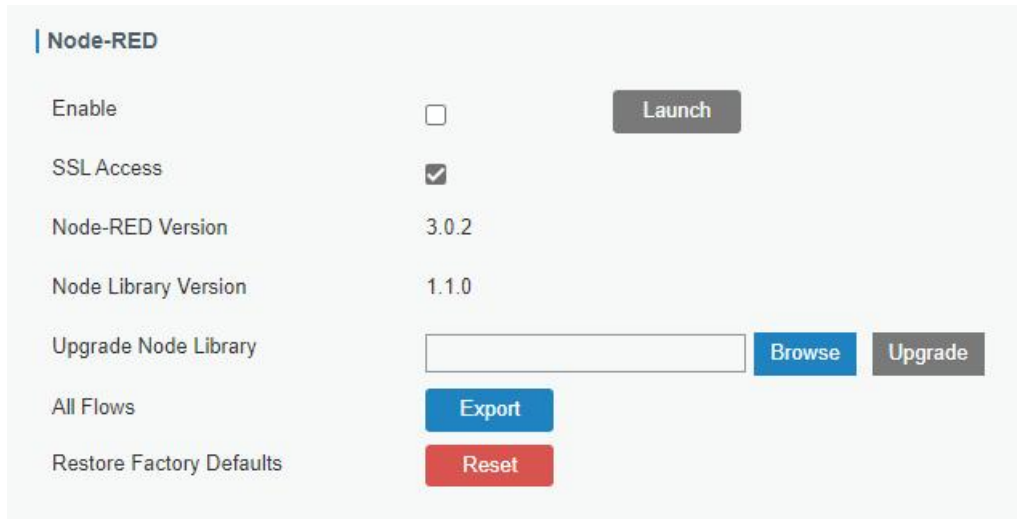 Node-RED
Enable Launch
SSL Access
Node-RED Version 3.0.2
Node Library Version 1.1.0
Upgrade Node Library Browse Upgrade
All Flows Export
Restore Factory Defaults Reset